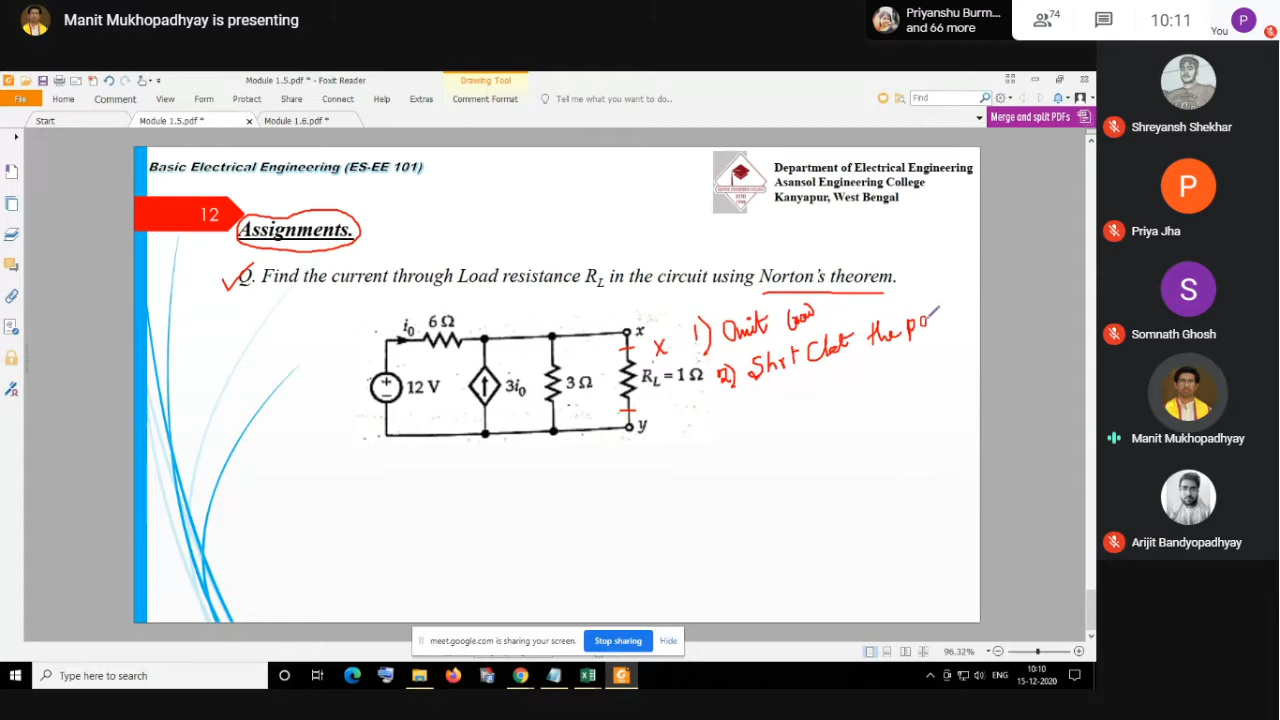 Manit Mukhopadhyay is presenting
Priyanshu Burm...
and 66 more
74
10:11
You
P
Module 1.5.pdf * - Foxit Reader
Drawing Tool
File Home Comment View Form Protect Share Connect Help Extras Comment Format Tell me what you want to do... Find
Start Module 1.5.pdf * Module 1.6.pdf * Merge and split PDFs
Basic Electrical Engineering (ES-EE 101)
Department of Electrical Engineering
Asansol Engineering College
Kanyapur, West Bengal
12
Assignments.
Q. Find the current through Load resistance RL in the circuit using Norton's theorem.
i0 6 Ω x
12 V 3i0 3 Ω RL = 1 Ω
y
X
1) Omit load
2) Shrt Cket the po
Shreyansh Shekhar
P
Priya Jha
S
Somnath Ghosh
Manit Mukhopadhyay
Arijit Bandyopadhyay
meet.google.com is sharing your screen. Stop sharing Hide
96.32%
Type here to search
ENG
10:10
15-12-2020